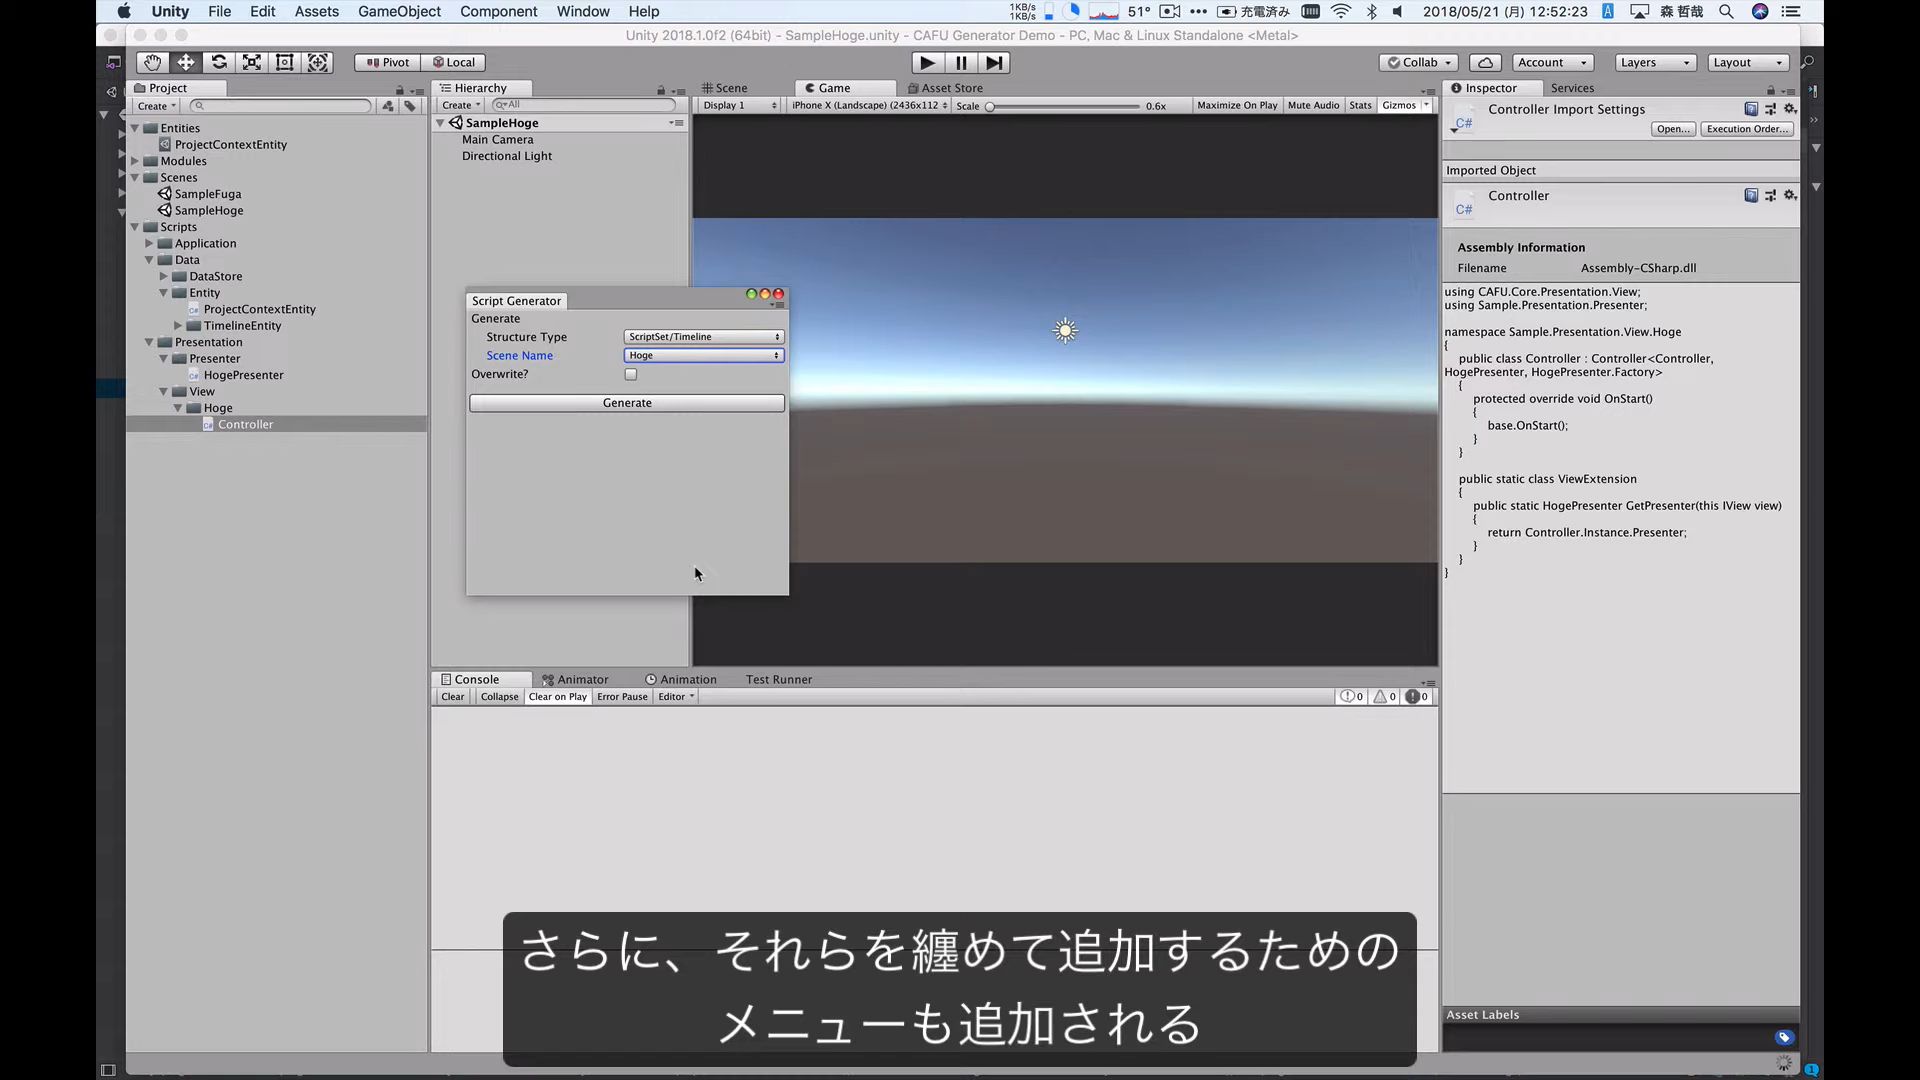 Unity File Edit Assets GameObject Component Window Help
1KB/s
1KB/s
51° 充電済み 2018/05/21 (月) 12:52:23 A 森 哲哉
Unity 2018.1.0f2 (64bit) - SampleHoge.unity - CAFU Generator Demo - PC, Mac & Linux Standalone <Metal>
Pivot Local Collab Account Layers Layout
Project
Create
Entities
ProjectContextEntity
Modules
Scenes
SampleFuga
SampleHoge
Scripts
Application
Data
DataStore
Entity
ProjectContextEntity
TimelineEntity
Presentation
Presenter
HogePresenter
View
Hoge
Controller
Hierarchy
Create All
SampleHoge
Main Camera
Directional Light
Script Generator
Generate
Structure Type ScriptSet/Timeline
Scene Name Hoge
Overwrite?
Generate
Scene Game Asset Store
Display 1 iPhone X (Landscape) (2436x112 Scale 0.6x Maximize On Play Mute Audio Stats Gizmos
Console Animator Animation Test Runner
Clear Collapse Clear on Play Error Pause Editor 0 0 0
Inspector Services
C# Controller Import Settings
Open... Execution Order...
Imported Object
C# Controller
Assembly Information
Filename Assembly-CSharp.dll
using CAFU.Core.Presentation.View;
using Sample.Presentation.Presenter;
namespace Sample.Presentation.View.Hoge
{
public class Controller : Controller<Controller,
HogePresenter, HogePresenter.Factory>
{
protected override void OnStart()
{
base.OnStart();
}
}
public static class ViewExtension
{
public static HogePresenter GetPresenter(this IView view)
{
return Controller.Instance.Presenter;
}
}
}
Asset Labels
さらに、それらを纏めて追加するための
メニューも追加される